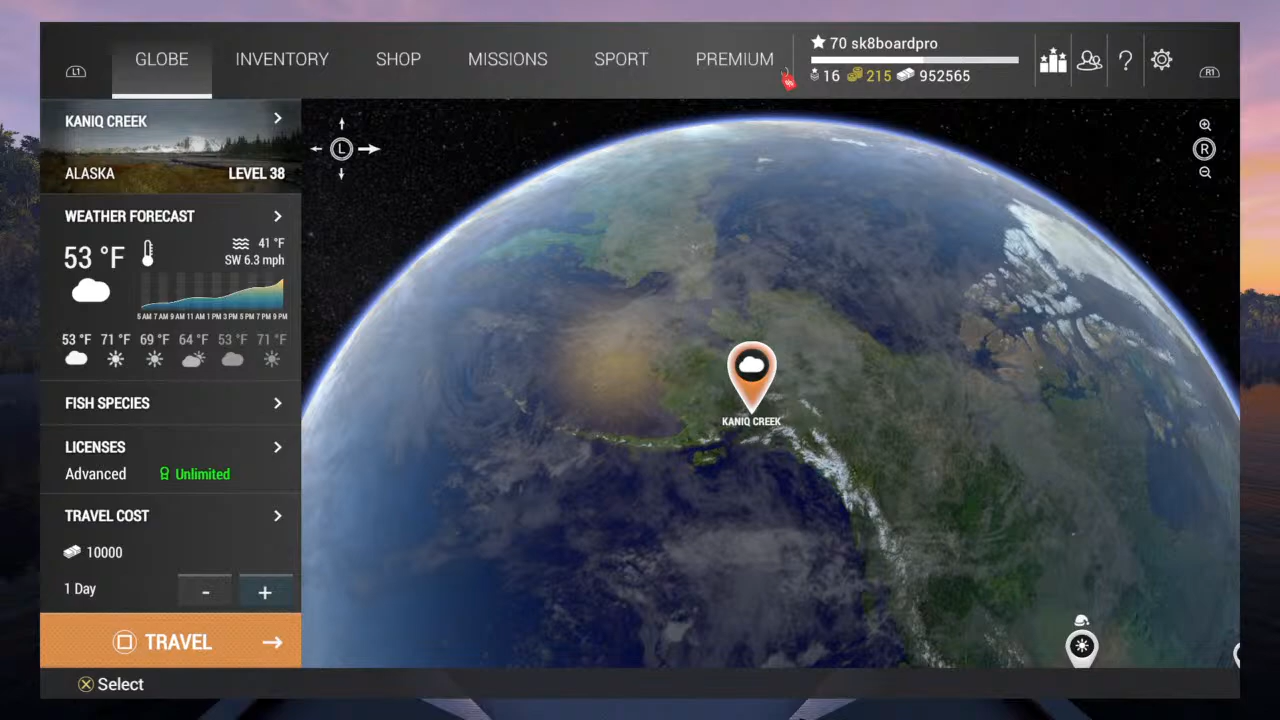 L1
GLOBE
INVENTORY
SHOP
MISSIONS
SPORT
PREMIUM
70 sk8boardpro
16 215 952565
?
R1
KANIQ CREEK
ALASKA LEVEL 38
WEATHER FORECAST
53 °F
41 °F
SW 6.3 mph
5 AM 7 AM 9 AM 11 AM 1 PM 3 PM 5 PM 7 PM 9 PM
53 °F 71 °F 69 °F 64 °F 53 °F 71 °F
FISH SPECIES
LICENSES
Advanced Unlimited
TRAVEL COST
10000
1 Day - +
TRAVEL
Select
L
R
KANIQ CREEK